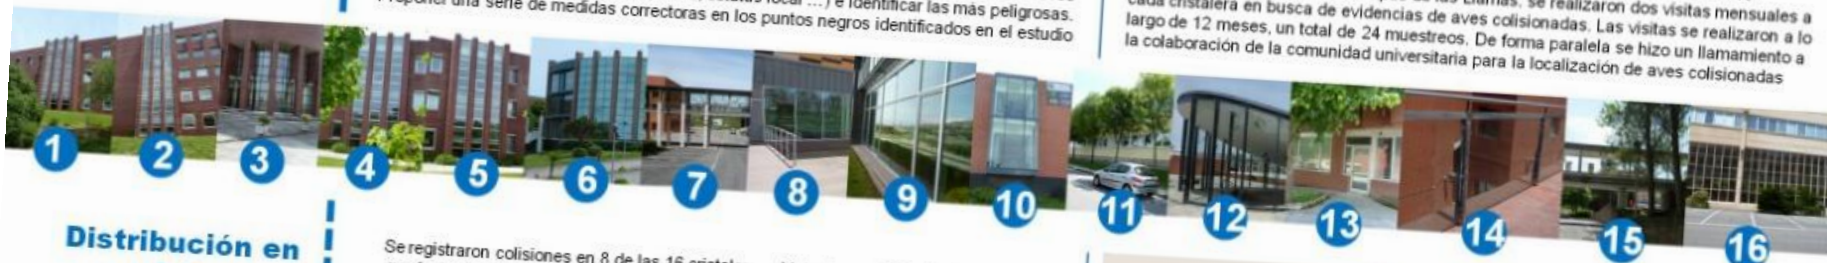 e identificar las más peligrosas.
una serie de medidas correctoras en los puntos negros identificados en el estudio
se realizaron dos visitas mensuales a
cada cristalera en busca de evidencias de aves colisionadas. Las visitas se realizaron a lo
largo de 12 meses, un total de 24 muestreos. De forma paralela se hizo un llamamiento a
la colaboración de la comunidad universitaria para la localización de aves colisionadas
1 2 3 4 5 6 7 8 9 10 11 12 13 14 15 16
Distribución en
Se registraron colisiones en 8 de las 16